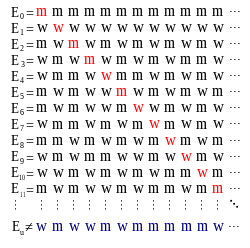 E0 = m m m m m m m m m m m m ...
E1 = w w w w w w w w w w w w ...
E2 = m w m w m w m w m w m w ...
E3 = w m w m w m w m w m w m ...
E4 = w m m w w m m w m w m w ...
E5 = m w m w w m w m w m w m ...
E6 = m w m w w m w m w w m w ...
E7 = w m m w m w m w m w m w ...
E8 = m m w m w m w m w m w m ...
E9 = w m w m m w w m w w m w ...
E10 = w w m w m w m w m m w m ...
E11 = m w m w m m w m m w m m ...
Eu ≠ w m w w m w m m m m m w ...